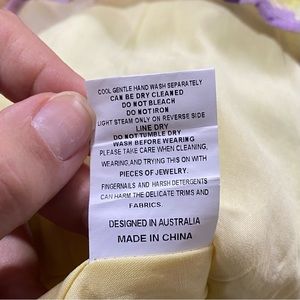 COOL GENTLE HAND WASH SEPARATELY
CAN BE DRY CLEANED
DO NOT BLEACH
DO NOT IRON
LIGHT STEAM ONLY ON REVERSE SIDE
LINE DRY
DO NOT TUMBLE DRY
WASH BEFORE WEARING
PLEASE TAKE CARE WHEN CLEANING,
WEARING,AND TRYING THIS ON WITH
PIECES OF JEWELRY.
FINGERNAILS AND HARSH DETERGENTS
CAN HARM THE DELICATE TRIMS AND
FABRICS.
DESIGNED IN AUSTRALIA
MADE IN CHINA